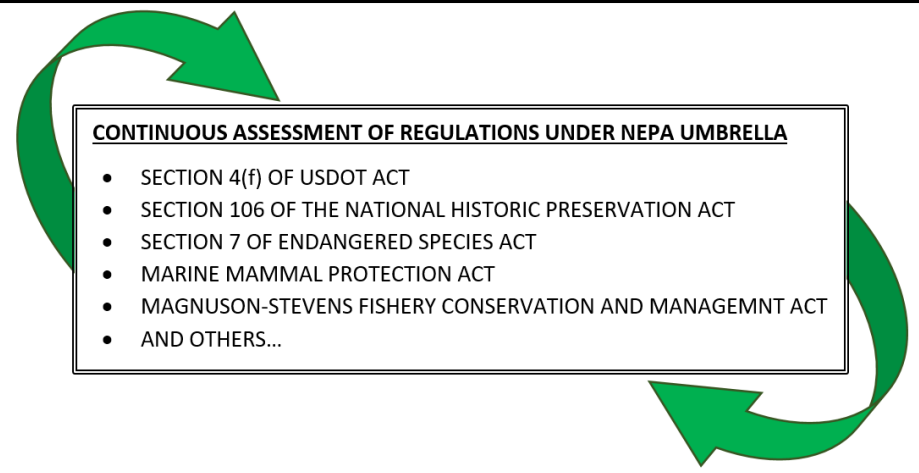 CONTINUOUS ASSESSMENT OF REGULATIONS UNDER NEPA UMBRELLA
• SECTION 4(f) OF USDOT ACT
• SECTION 106 OF THE NATIONAL HISTORIC PRESERVATION ACT
• SECTION 7 OF ENDANGERED SPECIES ACT
• MARINE MAMMAL PROTECTION ACT
• MAGNUSON-STEVENS FISHERY CONSERVATION AND MANAGEMNT ACT
• AND OTHERS…